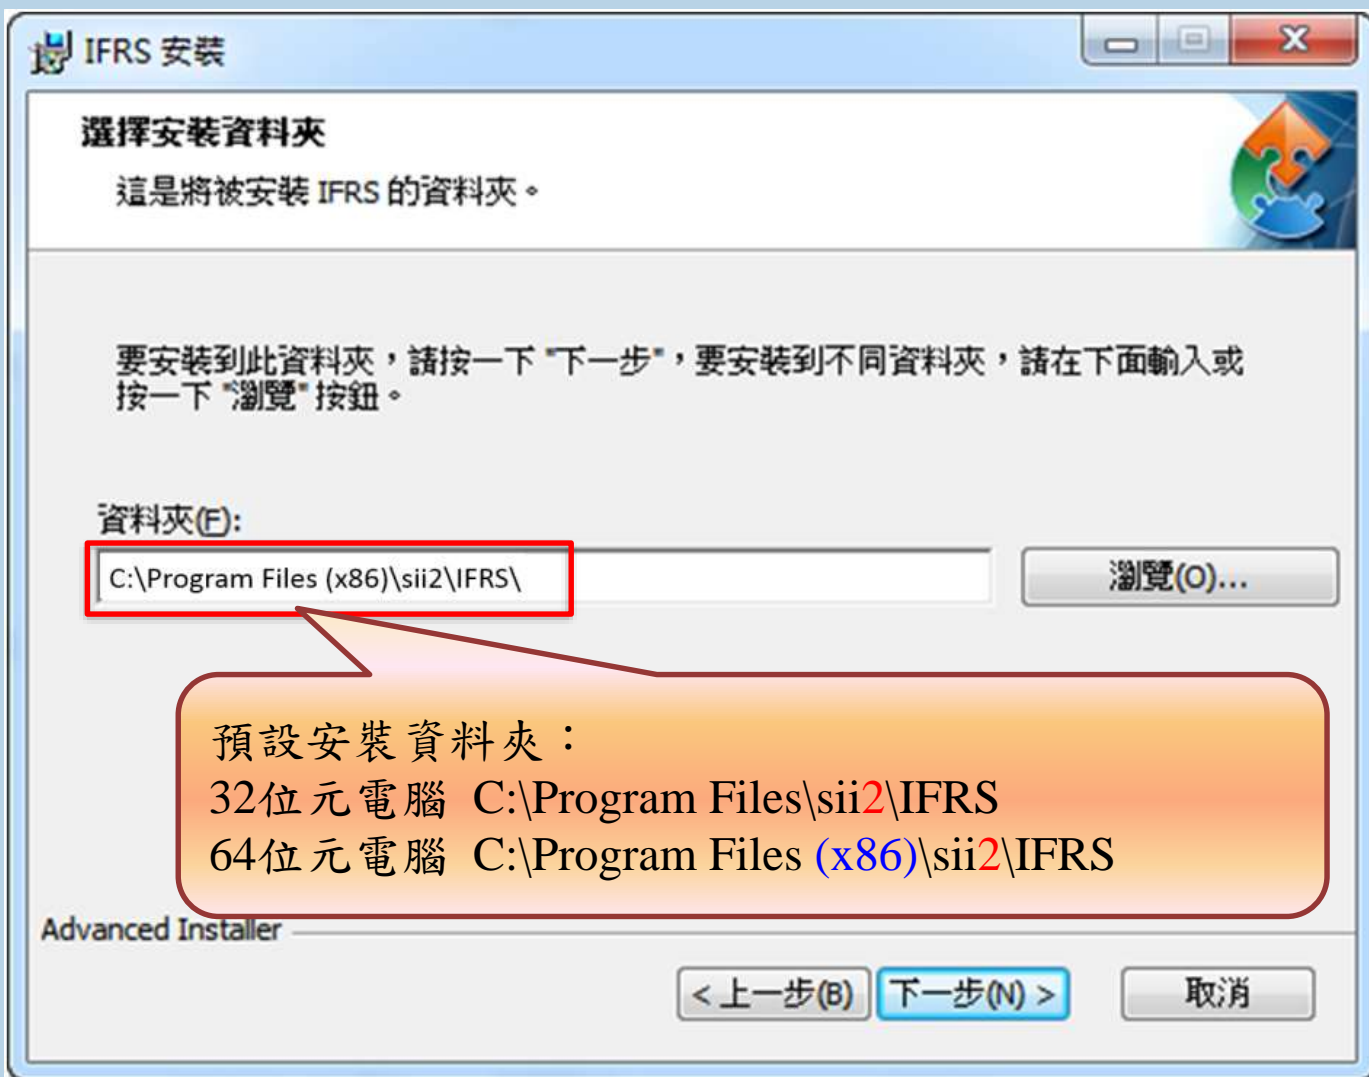 IFRS 安裝
選擇安裝資料夾
這是將被安裝 IFRS 的資料夾。
要安裝到此資料夾，請按一下 "下一步"，要安裝到不同資料夾，請在下面輸入或
按一下 "瀏覽" 按鈕。
資料夾(F):
C:\Program Files (x86)\sii2\IFRS\
瀏覽(O)...
預設安裝資料夾：
32位元電腦 C:\Program Files\sii2\IFRS
64位元電腦 C:\Program Files (x86)\sii2\IFRS
Advanced Installer
< 上一步(B)
下一步(N) >
取消